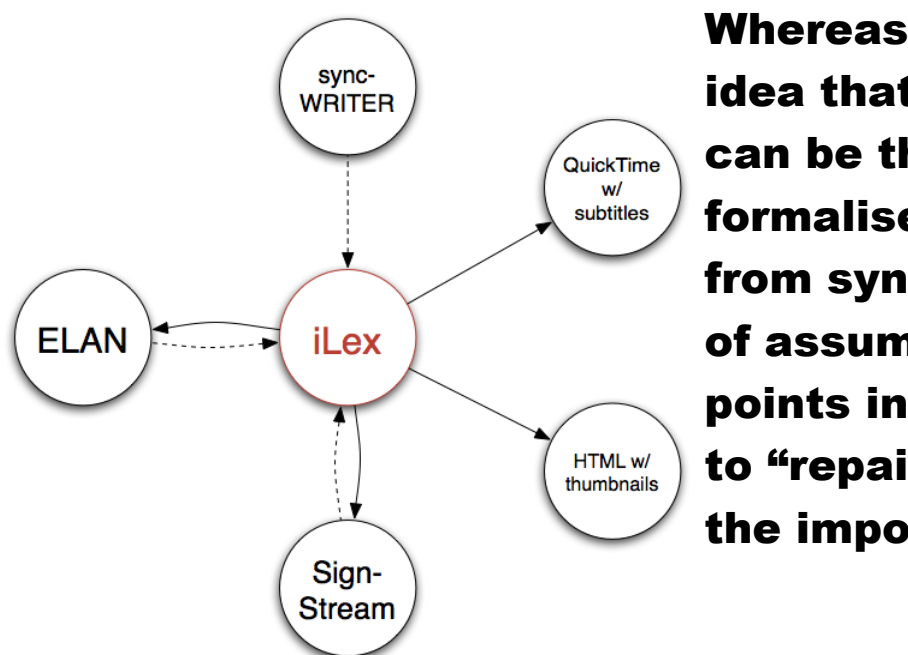 sync-
WRITER
QuickTime
w/
subtitles
ELAN
iLex
HTML w/
thumbnails
Sign-
Stream
Whereas
idea that
can be th
formalise
from syn
of assum
points in
to “repai
the impo